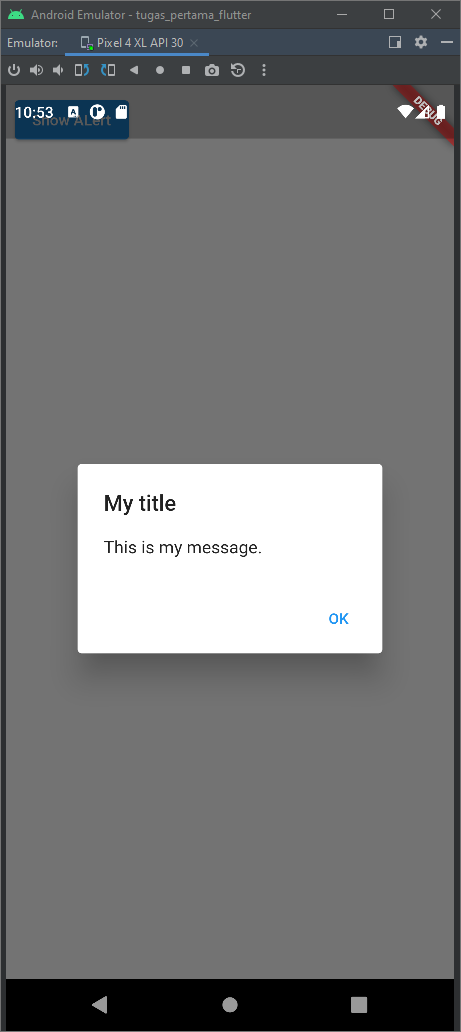 Android Emulator - tugas_pertama_flutter
Emulator: Pixel 4 XL API 30
10:53 A
Show ALert
DEBUG
My title
This is my message.
OK